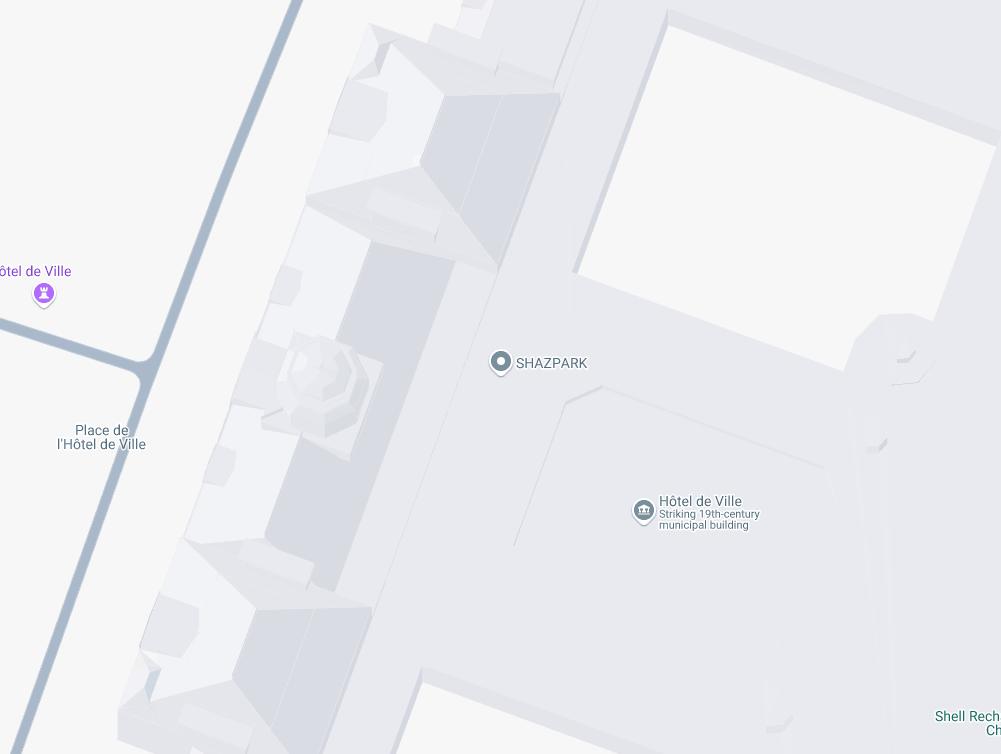 ôtel de Ville
SHAZPARK
Place de
l'Hôtel de Ville
Hôtel de Ville
Striking 19th-century
municipal building
Shell Rech
Ch